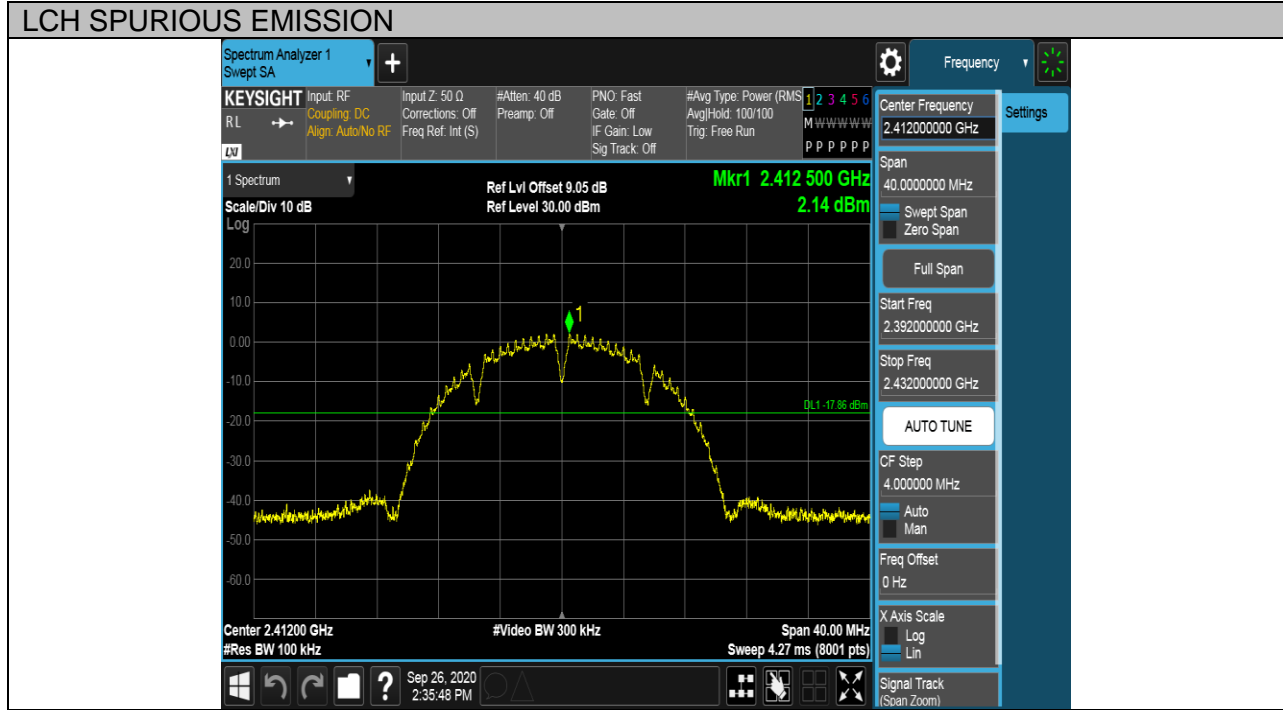 LCH SPURIOUS EMISSION
Spectrum Analyzer 1
Swept SA
+
Frequency
KEYSIGHT
RL
LXI
Input: RF
Coupling: DC
Align: Auto/No RF
Input Z: 50 Ω
Corrections: Off
Freq Ref: Int (S)
#Atten: 40 dB
Preamp: Off
PNO: Fast
Gate: Off
IF Gain: Low
Sig Track: Off
#Avg Type: Power (RMS
Avg|Hold: 100/100
Trig: Free Run
1 2 3 4 5 6
M W W W W W
P P P P P P
1 Spectrum
Scale/Div 10 dB
Ref Lvl Offset 9.05 dB
Ref Level 30.00 dBm
Mkr1 2.412 500 GHz
2.14 dBm
Log
20.0
10.0
0.00
-10.0
-20.0
-30.0
-40.0
-50.0
-60.0
1
DL1 -17.86 dBm
Center 2.41200 GHz
#Res BW 100 kHz
#Video BW 300 kHz
Span 40.00 MHz
Sweep 4.27 ms (8001 pts)
Center Frequency
2.412000000 GHz
Settings
Span
40.0000000 MHz
Swept Span
Zero Span
Full Span
Start Freq
2.392000000 GHz
Stop Freq
2.432000000 GHz
AUTO TUNE
CF Step
4.000000 MHz
Auto
Man
Freq Offset
0 Hz
X Axis Scale
Log
Lin
Signal Track
(Span Zoom)
?
Sep 26, 2020
2:35:48 PM